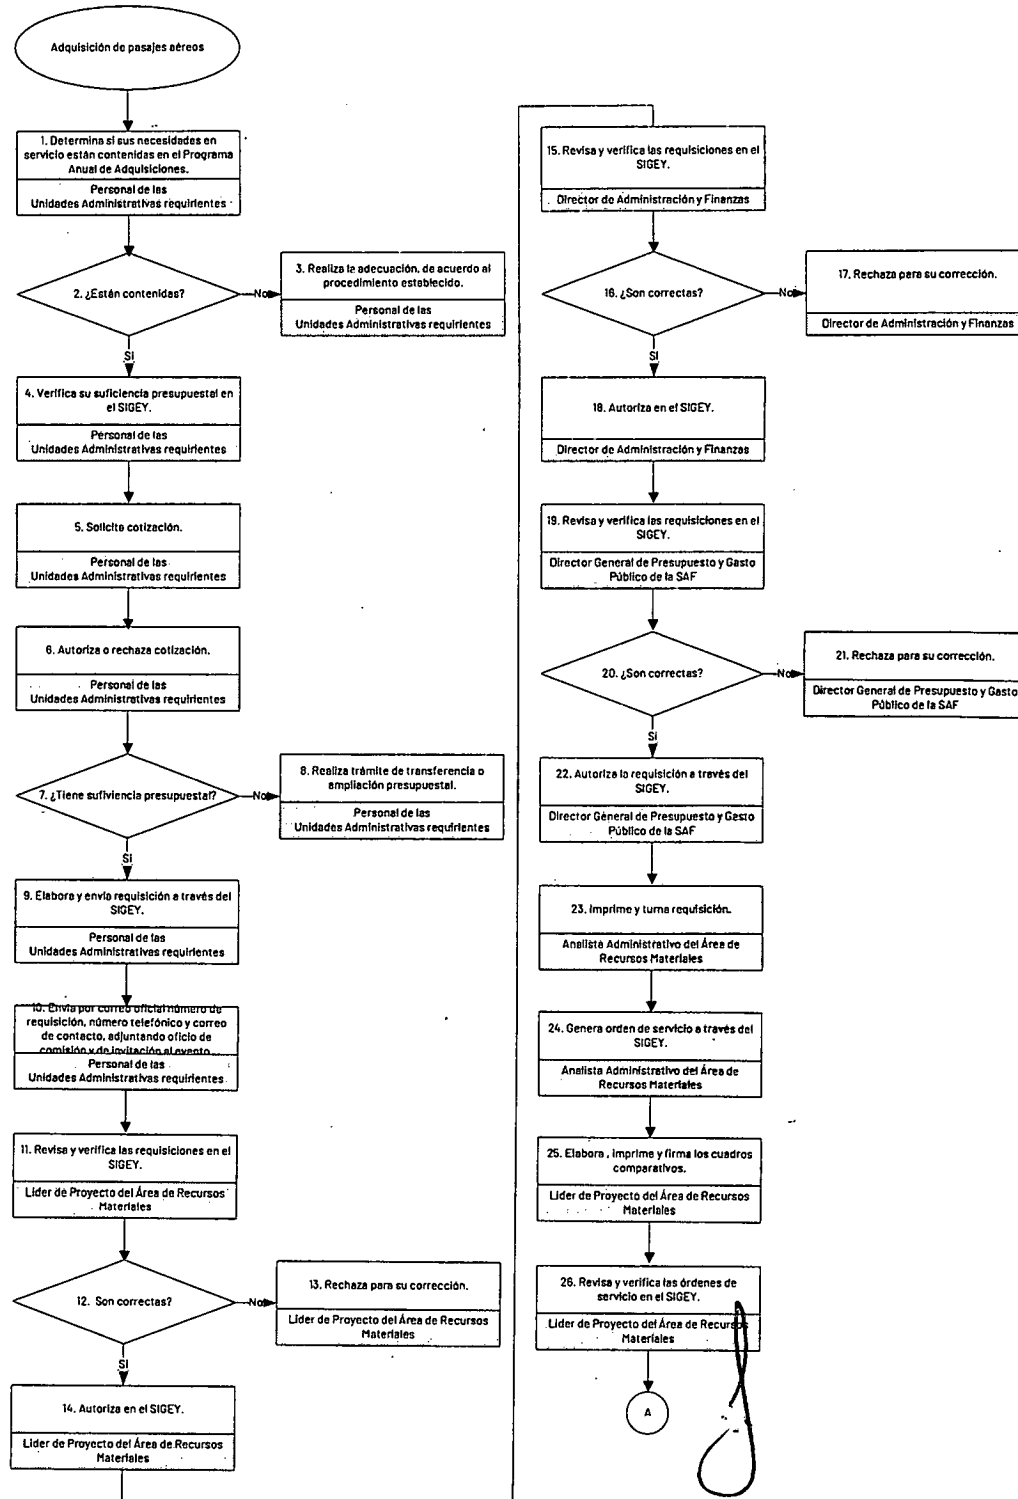 Adquisición de pasajes aéreos
1. Determina si sus necesidades en
servicio están contenidas en el Programa
Anual de Adquisiciones.
Personal de las
Unidades Administrativas requirientes
2. ¿Están contenidas?
No
3. Realiza la adecuación, de acuerdo al
procedimiento establecido.
Personal de las
Unidades Administrativas requirientes
Si
4. Verifica su suficiencia presupuestal en
el SIGEY.
Personal de las
Unidades Administrativas requirientes
5. Solicita cotización.
Personal de las
Unidades Administrativas requirientes
6. Autoriza o rechaza cotización.
Personal de las
Unidades Administrativas requirientes
7. ¿Tiene sufiviencia presupuestal?
No
8. Realiza trámite de transferencia o
ampliación presupuestal.
Personal de las
Unidades Administrativas requirientes
Si
9. Elabora y envía requisición a través del
SIGEY.
Personal de las
Unidades Administrativas requirientes
10. Envía por correo oficial número de
requisición, número telefónico y correo
de contacto, adjuntando oficio de
comisión y de invitación al evento
Personal de las
Unidades Administrativas requirientes
11. Revisa y verifica las requisiciones en el
SIGEY.
Lider de Proyecto del Área de Recursos
Materiales
12. Son correctas?
No
13. Rechaza para su corrección.
Lider de Proyecto del Área de Recursos
Materiales
Si
14. Autoriza en el SIGEY.
Lider de Proyecto del Área de Recursos
Materiales
15. Revisa y verifica las requisiciones en el
SIGEY.
Director de Administración y Finanzas
16. ¿Son correctas?
No
17. Rechaza para su corrección.
Director de Administración y Finanzas
Si
18. Autoriza en el SIGEY.
Director de Administración y Finanzas
19. Revisa y verifica las requisiciones en el
SIGEY.
Director General de Presupuesto y Gasto
Público de la SAF
20. ¿Son correctas?
No
21. Rechaza para su corrección.
Director General de Presupuesto y Gasto
Público de la SAF
Si
22. Autoriza la requisición a través del
SIGEY.
Director General de Presupuesto y Gasto
Público de la SAF
23. Imprime y turna requisición.
Analista Administrativo del Área de
Recursos Materiales
24. Genera orden de servicio a través del
SIGEY.
Analista Administrativo del Área de
Recursos Materiales
25. Elabora , imprime y firma los cuadros
comparativos.
Lider de Proyecto del Área de Recursos
Materiales
26. Revisa y verifica las órdenes de
servicio en el SIGEY.
Lider de Proyecto del Área de Recursos
Materiales
A